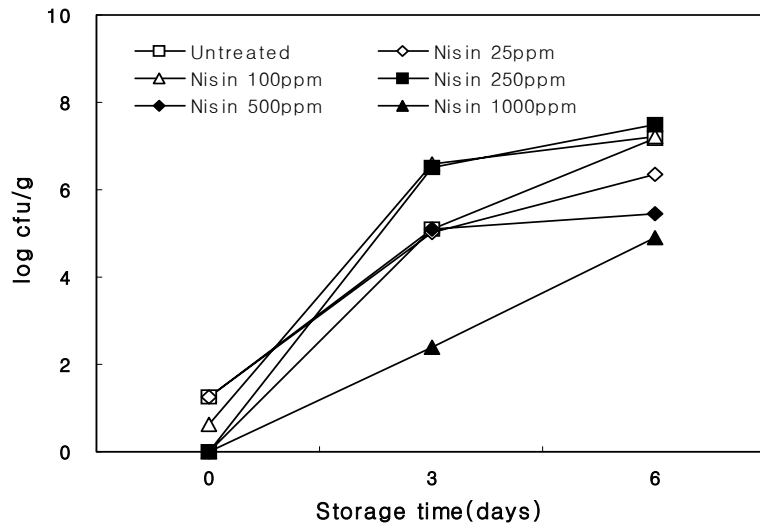 10
Untreated
Nisin 25ppm
Nisin 100ppm
Nisin 250ppm
Nisin 500ppm
Nisin 1000ppm
8
6
4
2
0
log cfu/g
0 3 6
Storage time(days)